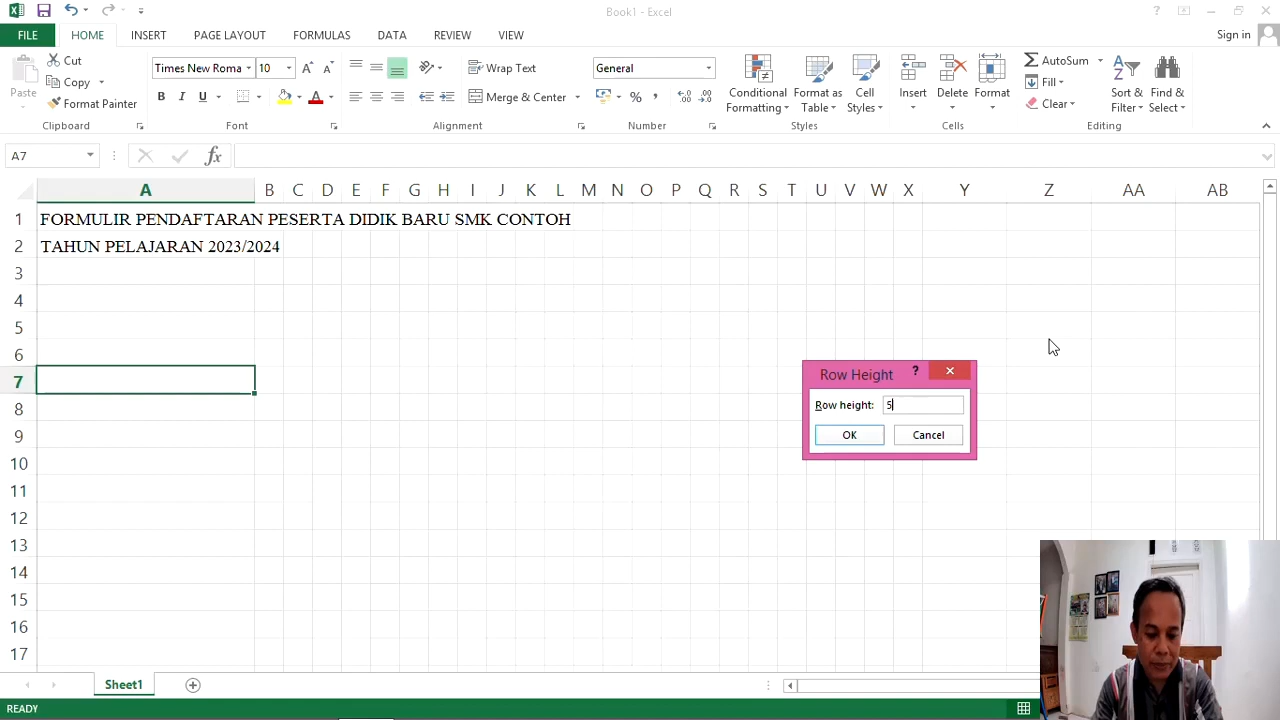 Book1 - Excel
FILE HOME INSERT PAGE LAYOUT FORMULAS DATA REVIEW VIEW Sign in
Paste
Cut
Copy
Format Painter
Clipboard
Times New Roma 10
B I U A
Font
Wrap Text
Merge & Center
Alignment
General
%
Number
Conditional Formatting
Format as Table
Cell Styles
Styles
Insert
Delete
Format
Cells
AutoSum
Fill
Clear
Sort & Filter
Find & Select
Editing
A7 fx
A B C D E F G H I J K L M N O P Q R S T U V W X Y Z AA AB
1 FORMULIR PENDAFTARAN PESERTA DIDIK BARU SMK CONTOH
2 TAHUN PELAJARAN 2023/2024
3
4
5
6
7
8
9
10
11
12
13
14
15
16
17
Row Height ?
Row height: 5
OK Cancel
Sheet1
READY